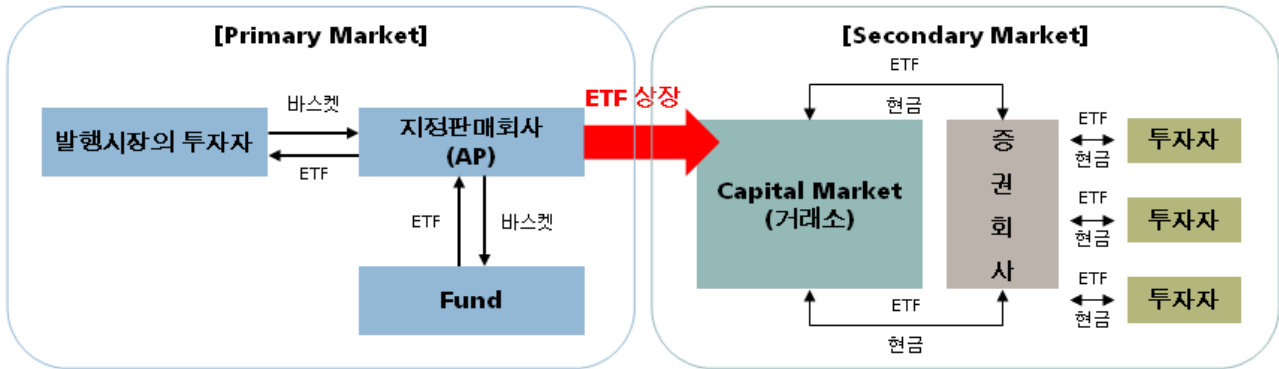 [Primary Market]
발행시장의 투자자
바스켓
ETF
지정판매회사
(AP)
ETF
바스켓
Fund
ETF 상장
[Secondary Market]
ETF
현금
Capital Market
(거래소)
증
권
회
사
ETF
현금
ETF
현금
투자자
ETF
현금
투자자
ETF
현금
투자자